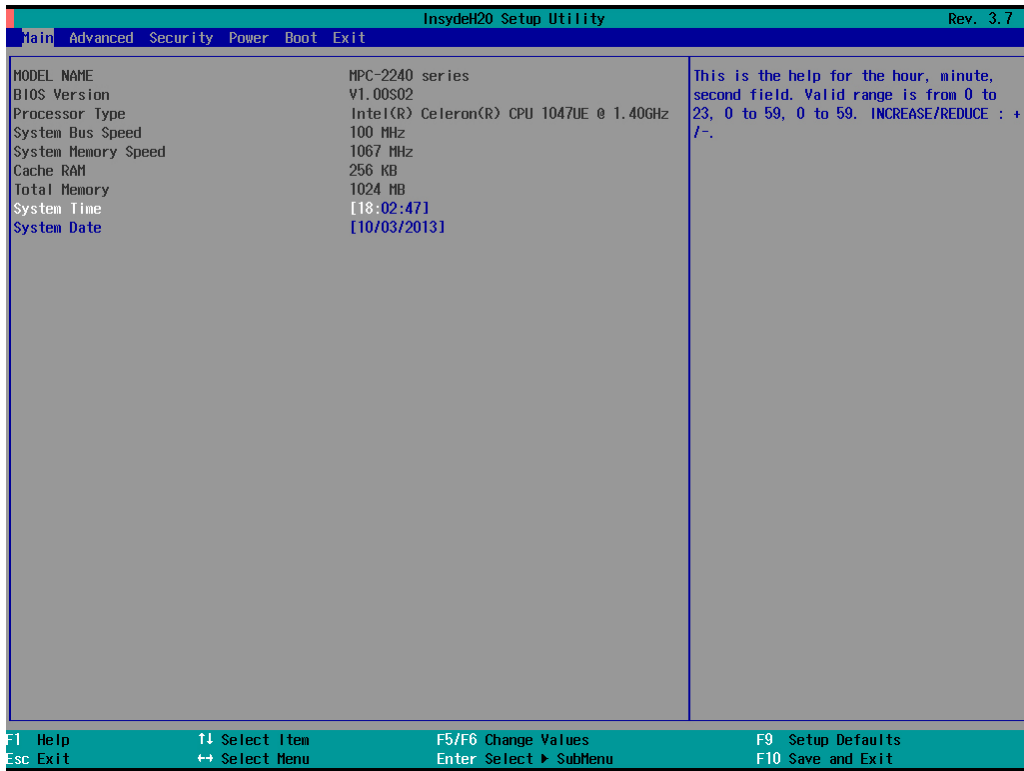 InsydeH20 Setup Utility Rev. 3.7
Main Advanced Security Power Boot Exit
MODEL NAME MPC-2240 series
BIOS Version V1.00S02
Processor Type Intel(R) Celeron(R) CPU 1047UE @ 1.40GHz
System Bus Speed 100 MHz
System Memory Speed 1067 MHz
Cache RAM 256 KB
Total Memory 1024 MB
System Time [18:02:47]
System Date [10/03/2013]
This is the help for the hour, minute,
second field. Valid range is from 0 to
23, 0 to 59, 0 to 59. INCREASE/REDUCE : +
/-.
F1 Help ↑↓ Select Item F5/F6 Change Values F9 Setup Defaults
Esc Exit ↔ Select Menu Enter Select ▶ SubMenu F10 Save and Exit